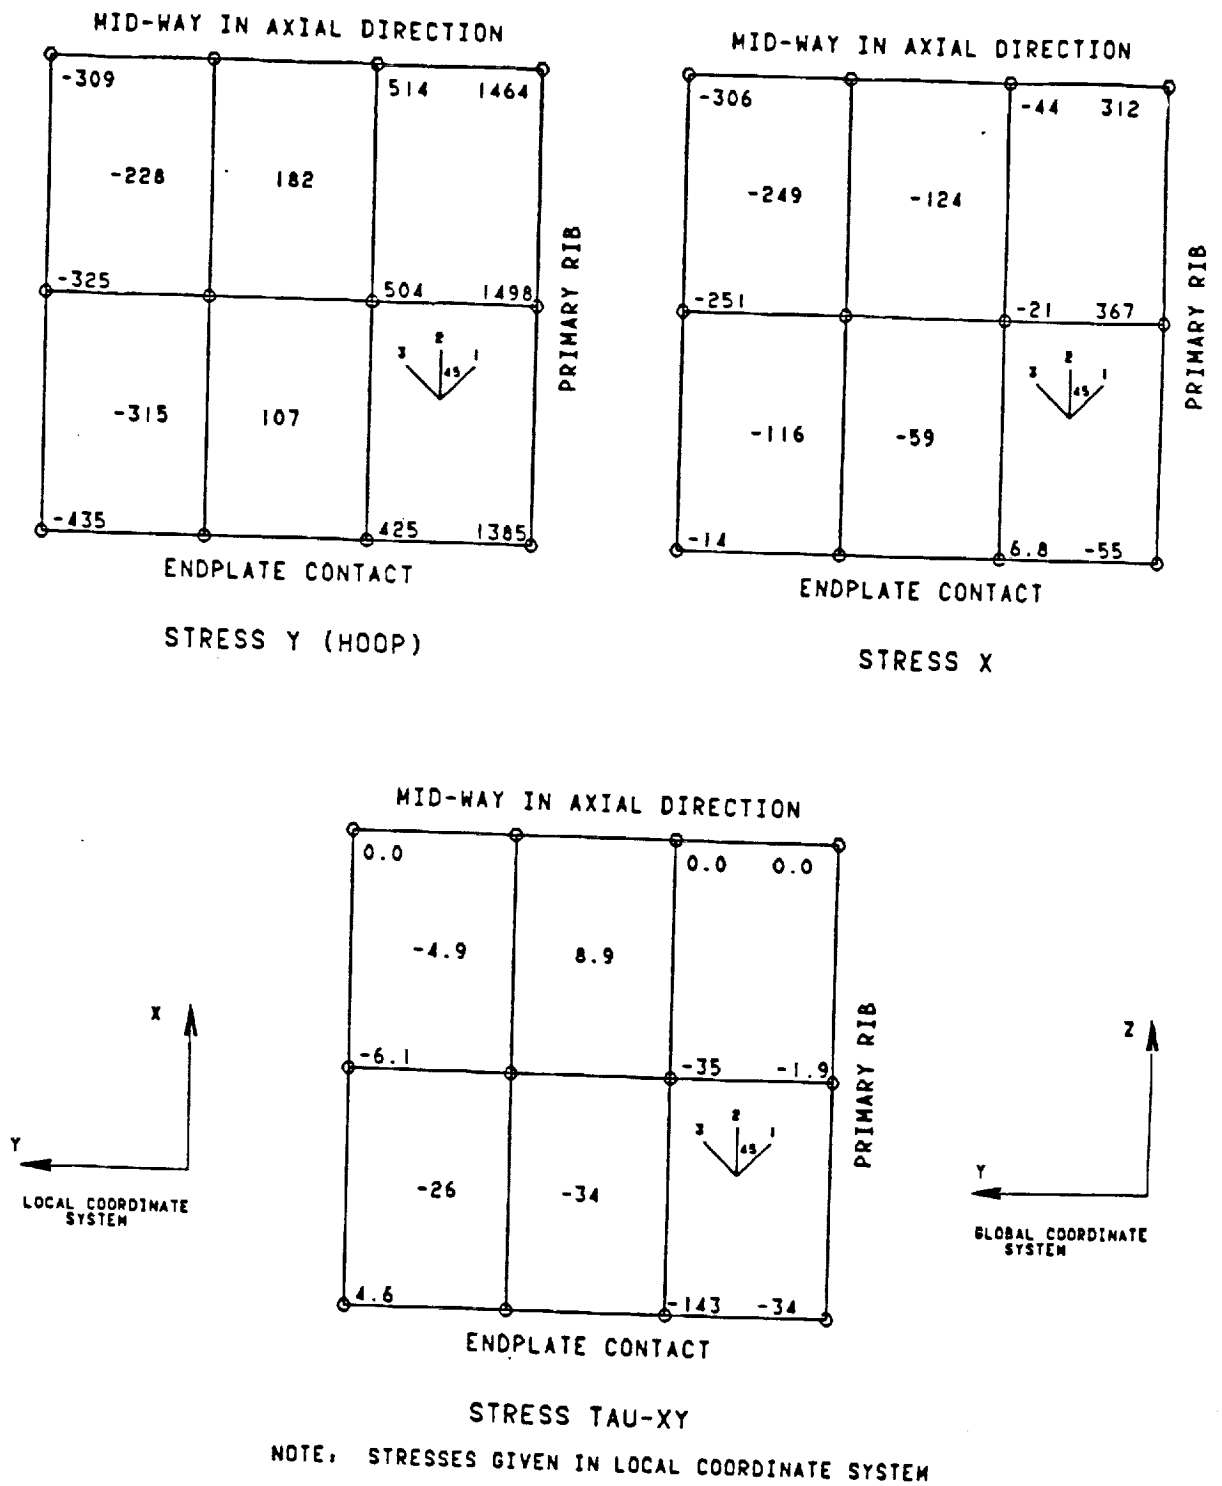 MID-WAY IN AXIAL DIRECTION
-309
514 1464
-228 182
-325
504 1498
PRIMARY RIB
3 2 1
45
-315 107
-435
425 1385
ENDPLATE CONTACT
STRESS Y (HOOP)
MID-WAY IN AXIAL DIRECTION
-306
-44 312
-249 -124
-251
-21 367
PRIMARY RIB
3 2 1
45
-116 -59
-14
6.8 -55
ENDPLATE CONTACT
STRESS X
MID-WAY IN AXIAL DIRECTION
0.0
0.0 0.0
-4.9 8.9
-6.1
-35 -1.9
PRIMARY RIB
3 2 1
45
-26 -34
4.6
-143 -34
ENDPLATE CONTACT
STRESS TAU-XY
X
Y
LOCAL COORDINATE
SYSTEM
Z
Y
GLOBAL COORDINATE
SYSTEM
NOTE: STRESSES GIVEN IN LOCAL COORDINATE SYSTEM